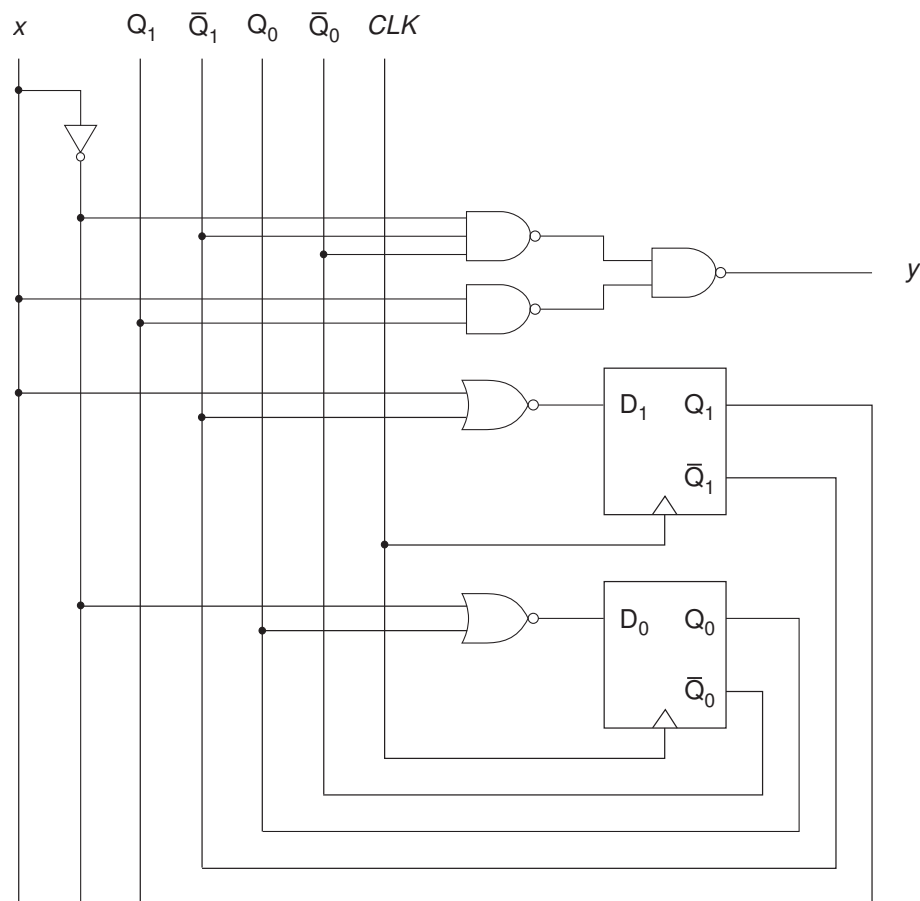 x Q₁ Q̅₁ Q₀ Q̅₀ CLK
y
D₁ Q₁
Q̅₁
D₀ Q₀
Q̅₀